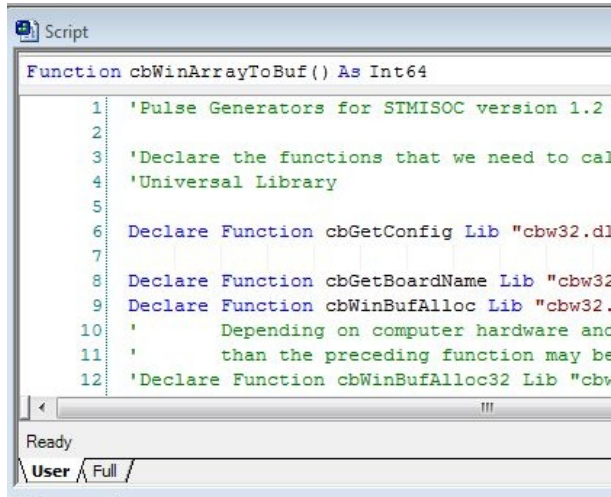 Script
Function cbWinArrayToBuf() As Int64
1 'Pulse Generators for STMISOC version 1.2
2
3 'Declare the functions that we need to cal
4 'Universal Library
5
6 Declare Function cbGetConfig Lib "cbw32.dl
7
8 Declare Function cbGetBoardName Lib "cbw32
9 Declare Function cbWinBufAlloc Lib "cbw32.
10 '       Depending on computer hardware and
11 '       than the preceding function may be
12 'Declare Function cbWinBufAlloc32 Lib "cbw
Ready
User Full